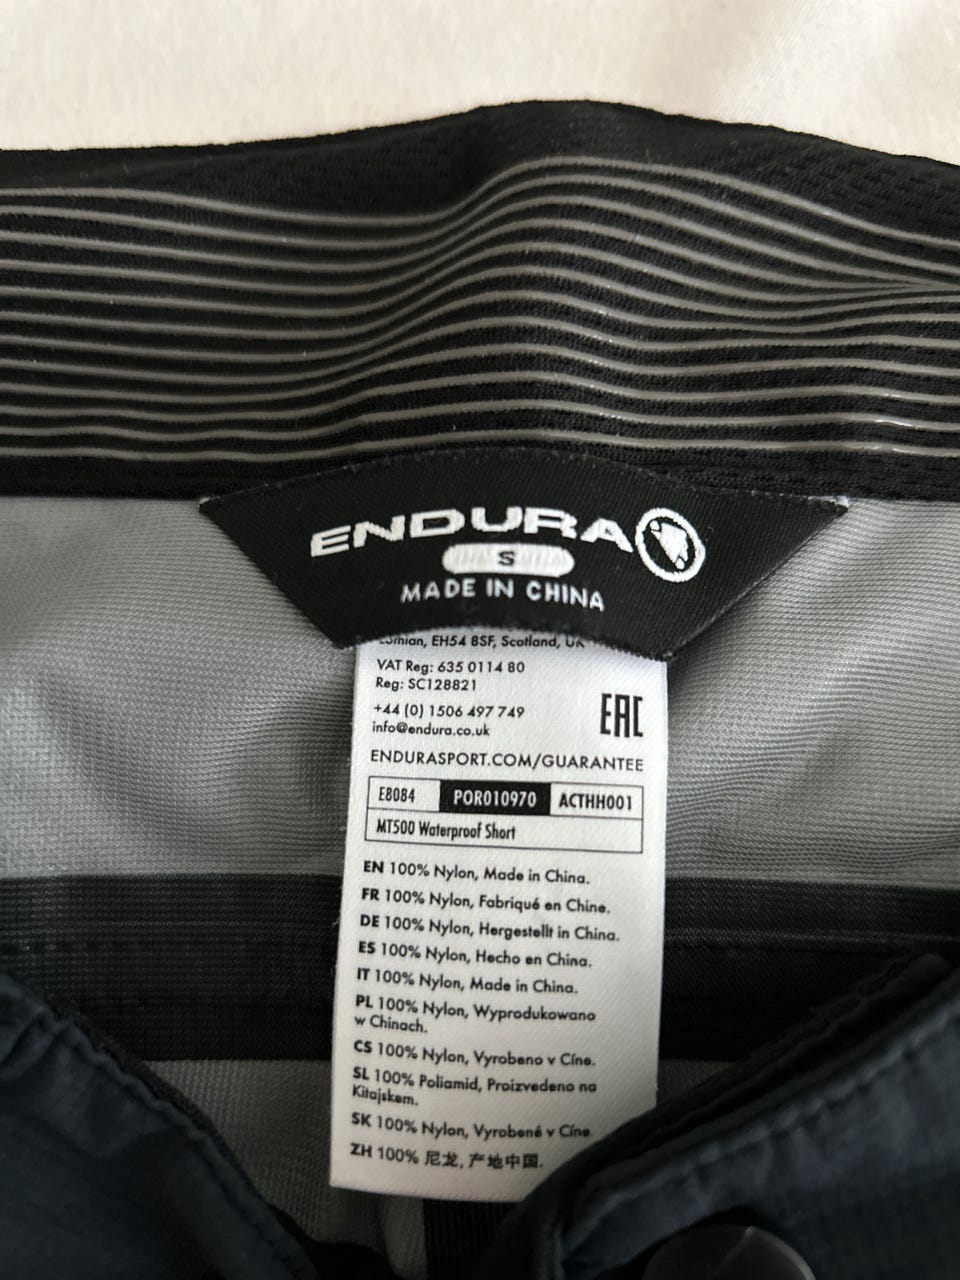 ENDURA
S
MADE IN CHINA
EH54 8SF, Scotland, UK
VAT Reg: 635 0114 80
Reg: SC128821
+44 (0) 1506 497 749
info@endura.co.uk
EAC
ENDURASPORT.COM/GUARANTEE
E8084 POR010970 ACTHH001
MT500 Waterproof Short
EN 100% Nylon, Made in China.
FR 100% Nylon, Fabriqué en Chine.
DE 100% Nylon, Hergestellt in China.
ES 100% Nylon, Hecho en China.
IT 100% Nylon, Made in China.
PL 100% Nylon, Wyprodukowano
w Chinach.
CS 100% Nylon, Vyrobeno v Číne.
SL 100% Poliamid, Proizvedeno na
Kitajskem.
SK 100% Nylon, Vyrobené v Číne.
ZH 100% 尼龙, 产地中国.